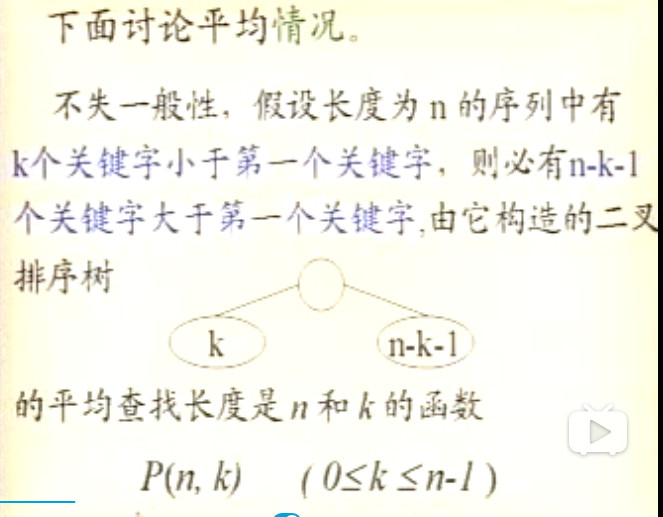 下面讨论平均情况。
不失一般性，假设长度为 n 的序列中有
k个关键字小于第一个关键字，则必有n-k-1
个关键字大于第一个关键字,由它构造的二叉
排序树
k
n-k-1
的平均查找长度是 n 和 k 的函数
P(n, k) ( 0≤k ≤n-1 )